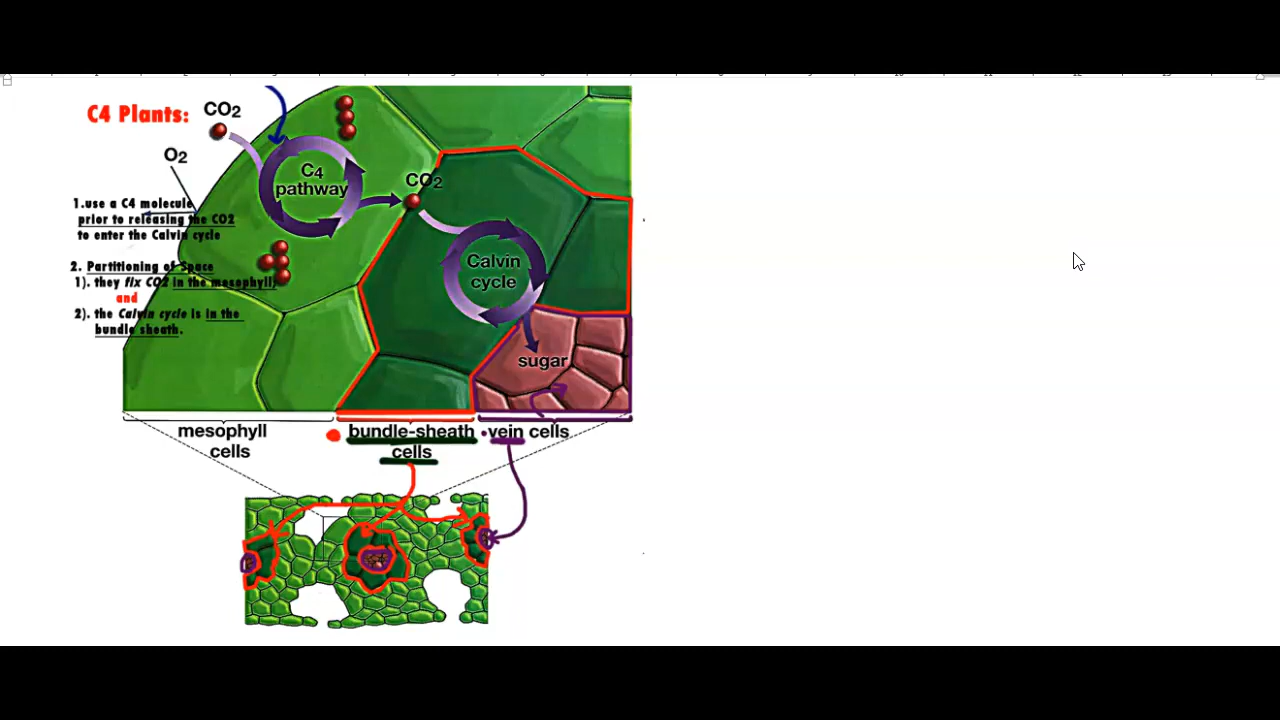 C4 Plants:
CO2
O2
C4
pathway
CO2
1.use a C4 molecule
prior to releasing the CO2
to enter the Calvin cycle
2. Partitioning of Space
1). they fix CO2 in the mesophyll,
and
2). the Calvin cycle is in the
bundle sheath.
Calvin
cycle
sugar
mesophyll
cells
bundle-sheath
cells
vein cells